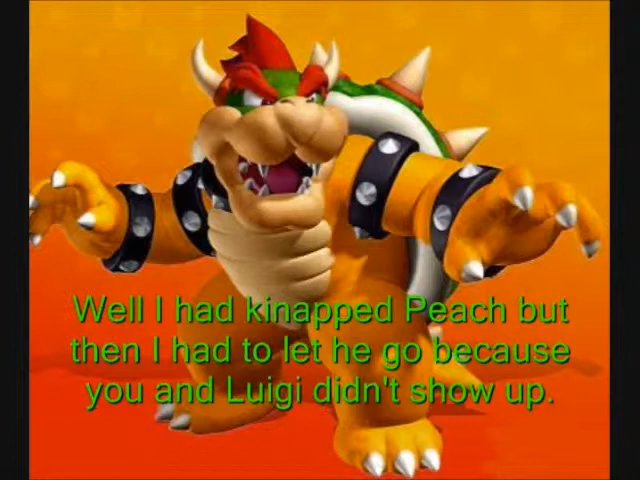 Well I had kinapped Peach but
then I had to let he go because
you and Luigi didn't show up.